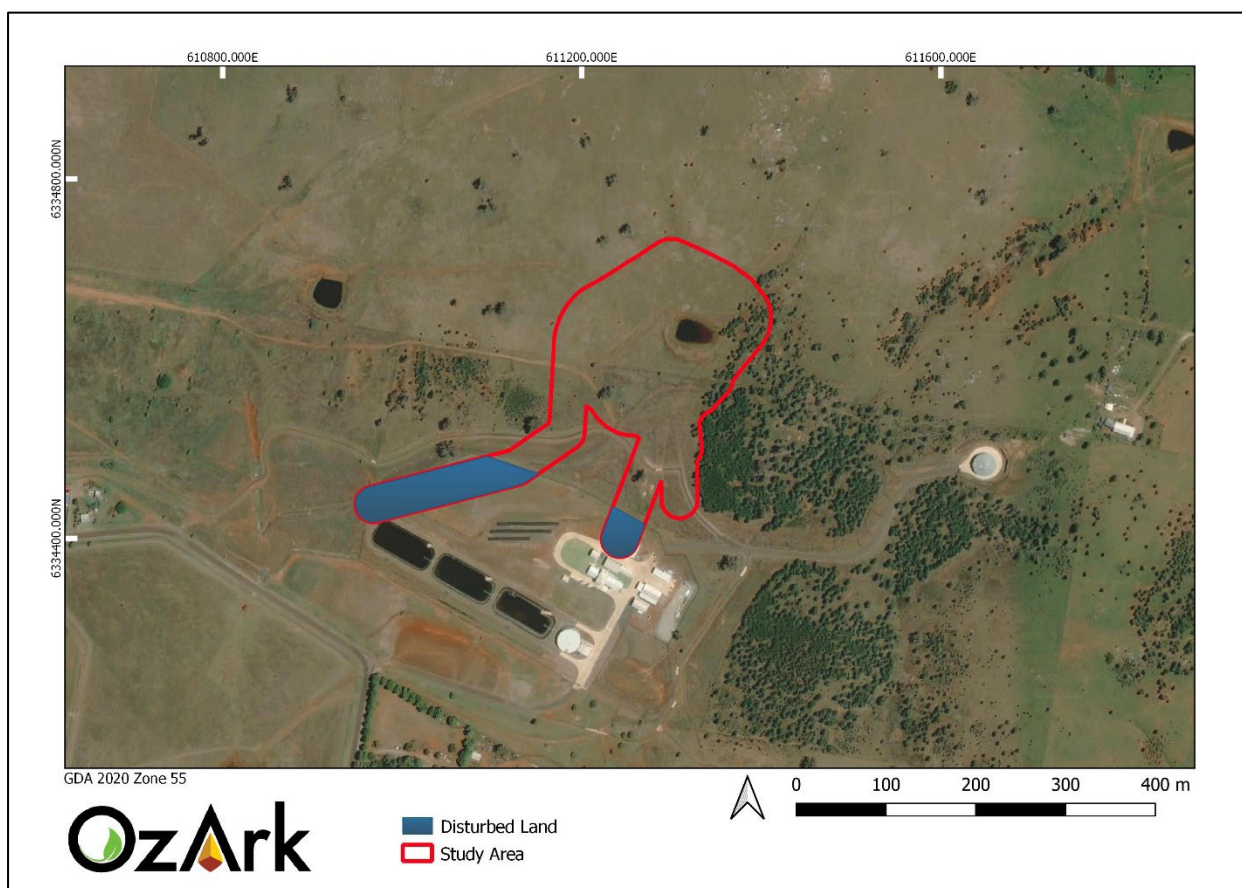 610800.000E
611200.000E
611600.000E
6334800.000N
6334400.000N
GDA 2020 Zone 55
0 100 200 300 400 m
OzArk
Disturbed Land
Study Area